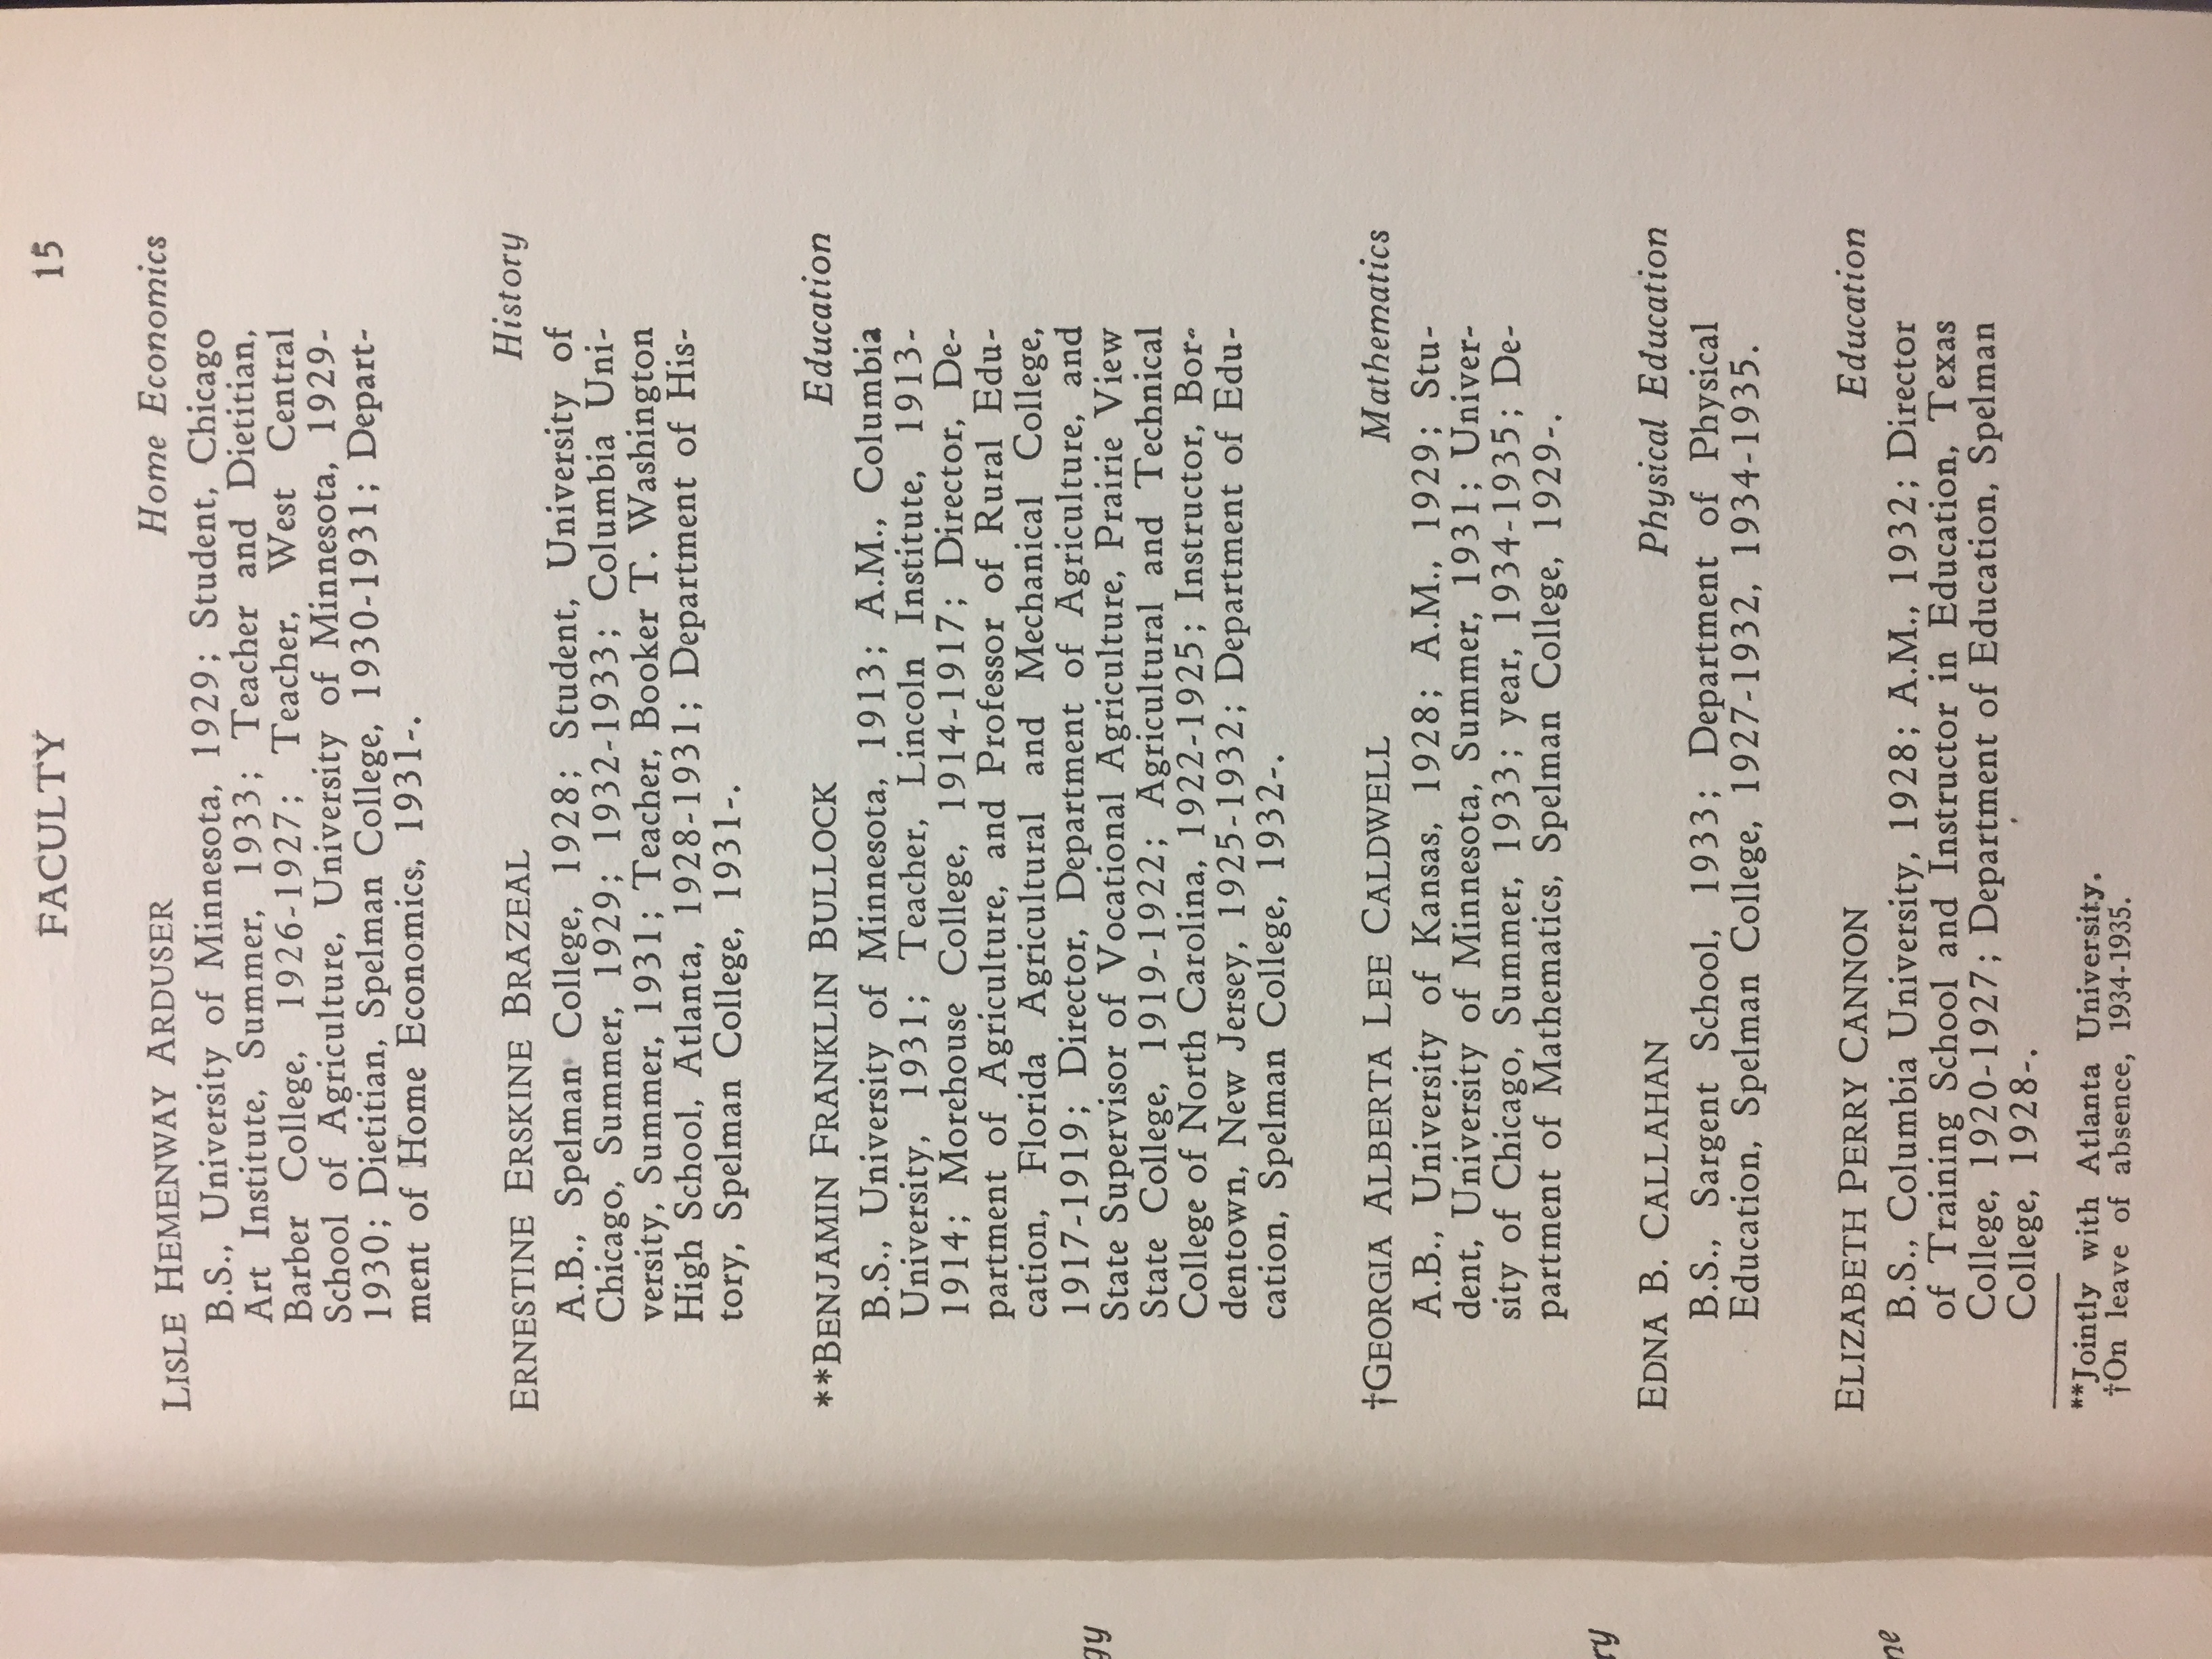 FACULTY 15
LISLE HEMENWAY ARDUSER Home Economics
B.S., University of Minnesota, 1929; Student, Chicago
Art Institute, Summer, 1933; Teacher and Dietitian,
Barber College, 1926-1927; Teacher, West Central
School of Agriculture, University of Minnesota, 1929-
1930; Dietitian, Spelman College, 1930-1931; Depart-
ment of Home Economics, 1931-.
ERNESTINE ERSKINE BRAZEAL History
A.B., Spelman College, 1928; Student, University of
Chicago, Summer, 1929; 1932-1933; Columbia Uni-
versity, Summer, 1931; Teacher, Booker T. Washington
High School, Atlanta, 1928-1931; Department of His-
tory, Spelman College, 1931-.
**BENJAMIN FRANKLIN BULLOCK Education
B.S., University of Minnesota, 1913; A.M., Columbia
University, 1931; Teacher, Lincoln Institute, 1913-
1914; Morehouse College, 1914-1917; Director, De-
partment of Agriculture, and Professor of Rural Edu-
cation, Florida Agricultural and Mechanical College,
1917-1919; Director, Department of Agriculture, and
State Supervisor of Vocational Agriculture, Prairie View
State College, 1919-1922; Agricultural and Technical
College of North Carolina, 1922-1925; Instructor, Bor-
dentown, New Jersey, 1925-1932; Department of Edu-
cation, Spelman College, 1932-.
†GEORGIA ALBERTA LEE CALDWELL Mathematics
A.B., University of Kansas, 1928; A.M., 1929; Stu-
dent, University of Minnesota, Summer, 1931; Univer-
sity of Chicago, Summer, 1933; year, 1934-1935; De-
partment of Mathematics, Spelman College, 1929-.
EDNA B. CALLAHAN Physical Education
B.S., Sargent School, 1933; Department of Physical
Education, Spelman College, 1927-1932, 1934-1935.
ELIZABETH PERRY CANNON Education
B.S., Columbia University, 1928; A.M., 1932; Director
of Training School and Instructor in Education, Texas
College, 1920-1927; Department of Education, Spelman
College, 1928-.
**Jointly with Atlanta University.
†On leave of absence, 1934-1935.